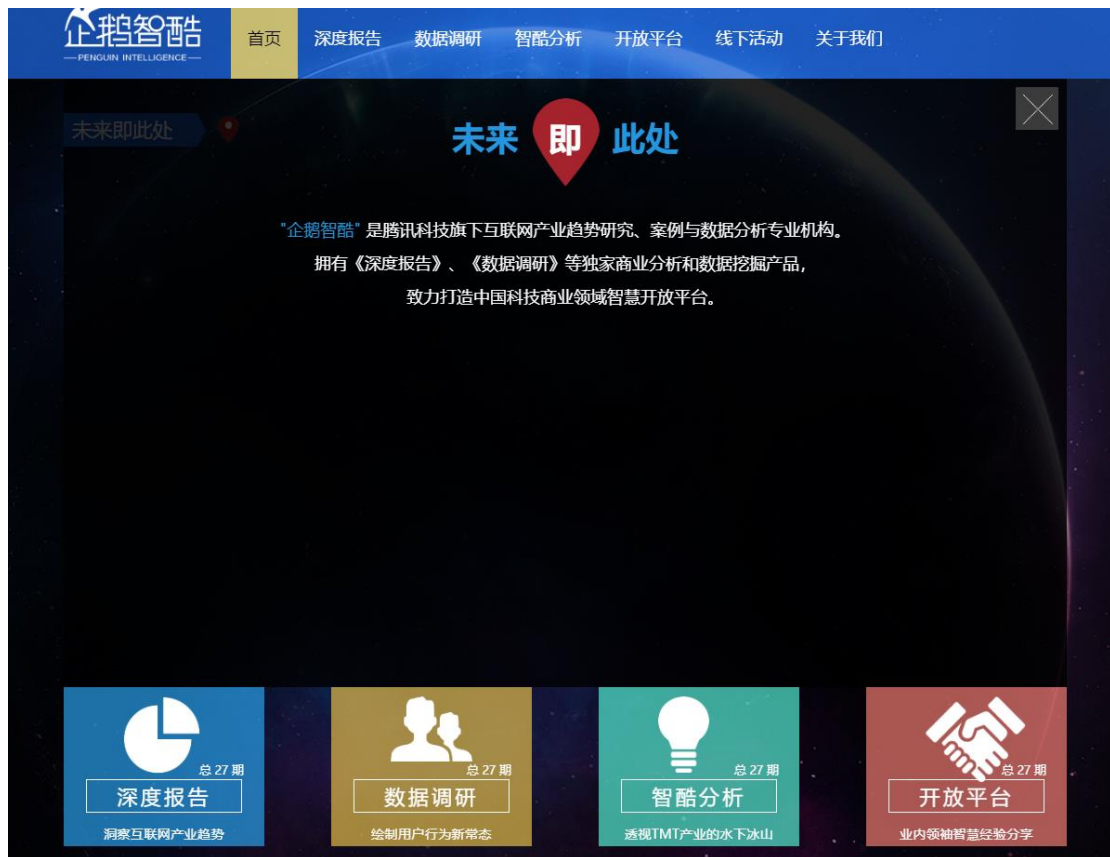 企鹅智酷
PENGUIN INTELLIGENCE
首页
深度报告
数据调研
智酷分析
开放平台
线下活动
关于我们
未来即此处
未来 即 此处
"企鹅智酷" 是腾讯科技旗下互联网产业趋势研究、案例与数据分析专业机构。
拥有《深度报告》、《数据调研》等独家商业分析和数据挖掘产品，
致力打造中国科技商业领域智慧开放平台。
总 27 期
深度报告
洞察互联网产业趋势
总 27 期
数据调研
绘制用户行为新常态
总 27 期
智酷分析
透视TMT产业的水下冰山
总 27 期
开放平台
业内领袖智慧经验分享